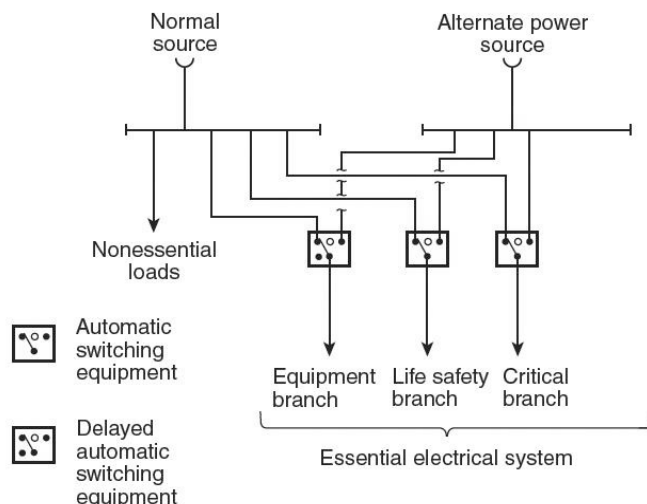 Normal
source
Alternate power
source
Nonessential
loads
Automatic
switching
equipment
Equipment
branch
Life safety
branch
Critical
branch
Delayed
automatic
switching
equipment
Essential electrical system